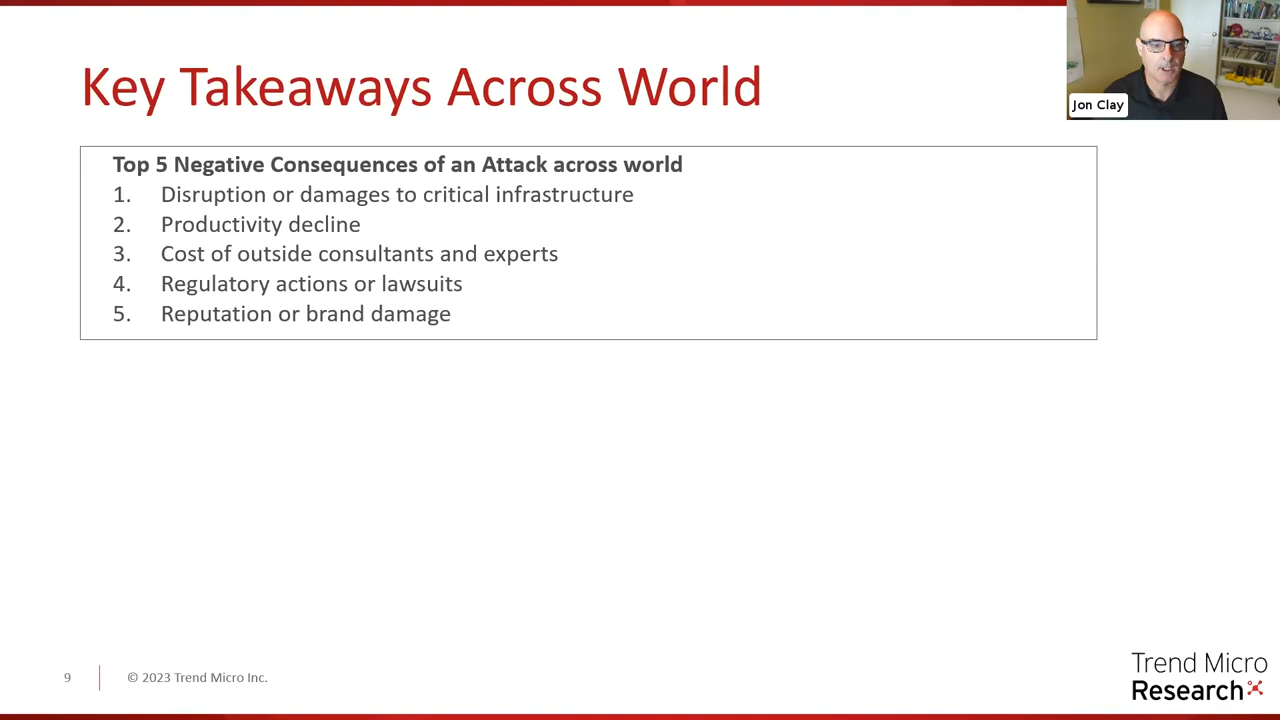 Key Takeaways Across World
Jon Clay
Top 5 Negative Consequences of an Attack across world
1. Disruption or damages to critical infrastructure
2. Productivity decline
3. Cost of outside consultants and experts
4. Regulatory actions or lawsuits
5. Reputation or brand damage
9
© 2023 Trend Micro Inc.
Trend Micro
Research